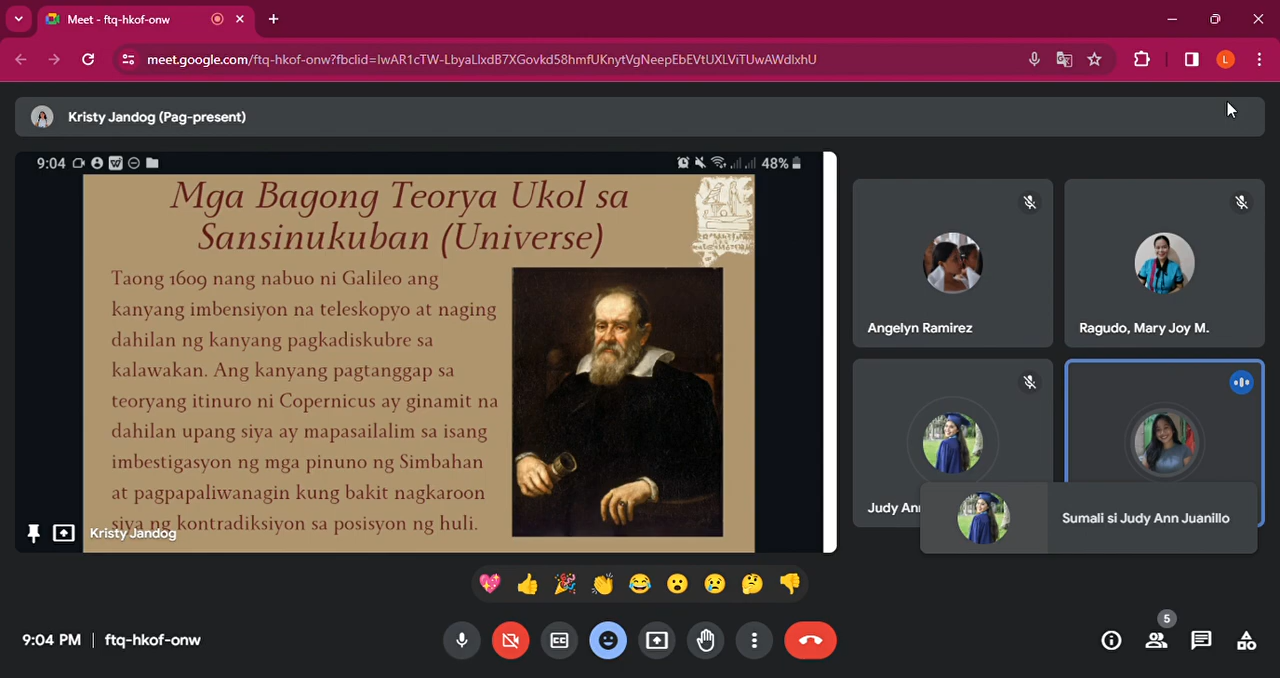 Meet - ftq-hkof-onw
meet.google.com/ftq-hkof-onw?fbclid=IwAR1cTW-LbyaLlxdB7XGovkd58hmfUKnytVgNeepEbEVtUXLViTUwAWdlxhU
L
Kristy Jandog (Pag-present)
9:04
48%
Mga Bagong Teorya Ukol sa
Sansinukuban (Universe)
Taong 1609 nang nabuo ni Galileo ang
kanyang imbensiyon na teleskopyo at naging
dahilan ng kanyang pagkadiskubre sa
kalawakan. Ang kanyang pagtanggap sa
teoryang itinuro ni Copernicus ay ginamit na
dahilan upang siya ay mapasailalim sa isang
imbestigasyon ng mga pinuno ng Simbahan
at pagpapaliwanagin kung bakit nagkaroon
siya ng kontradiksiyon sa posisyon ng huli.
Kristy Jandog
Angelyn Ramirez
Ragudo, Mary Joy M.
Judy Ann
Sumali si Judy Ann Juanillo
9:04 PM | ftq-hkof-onw
5